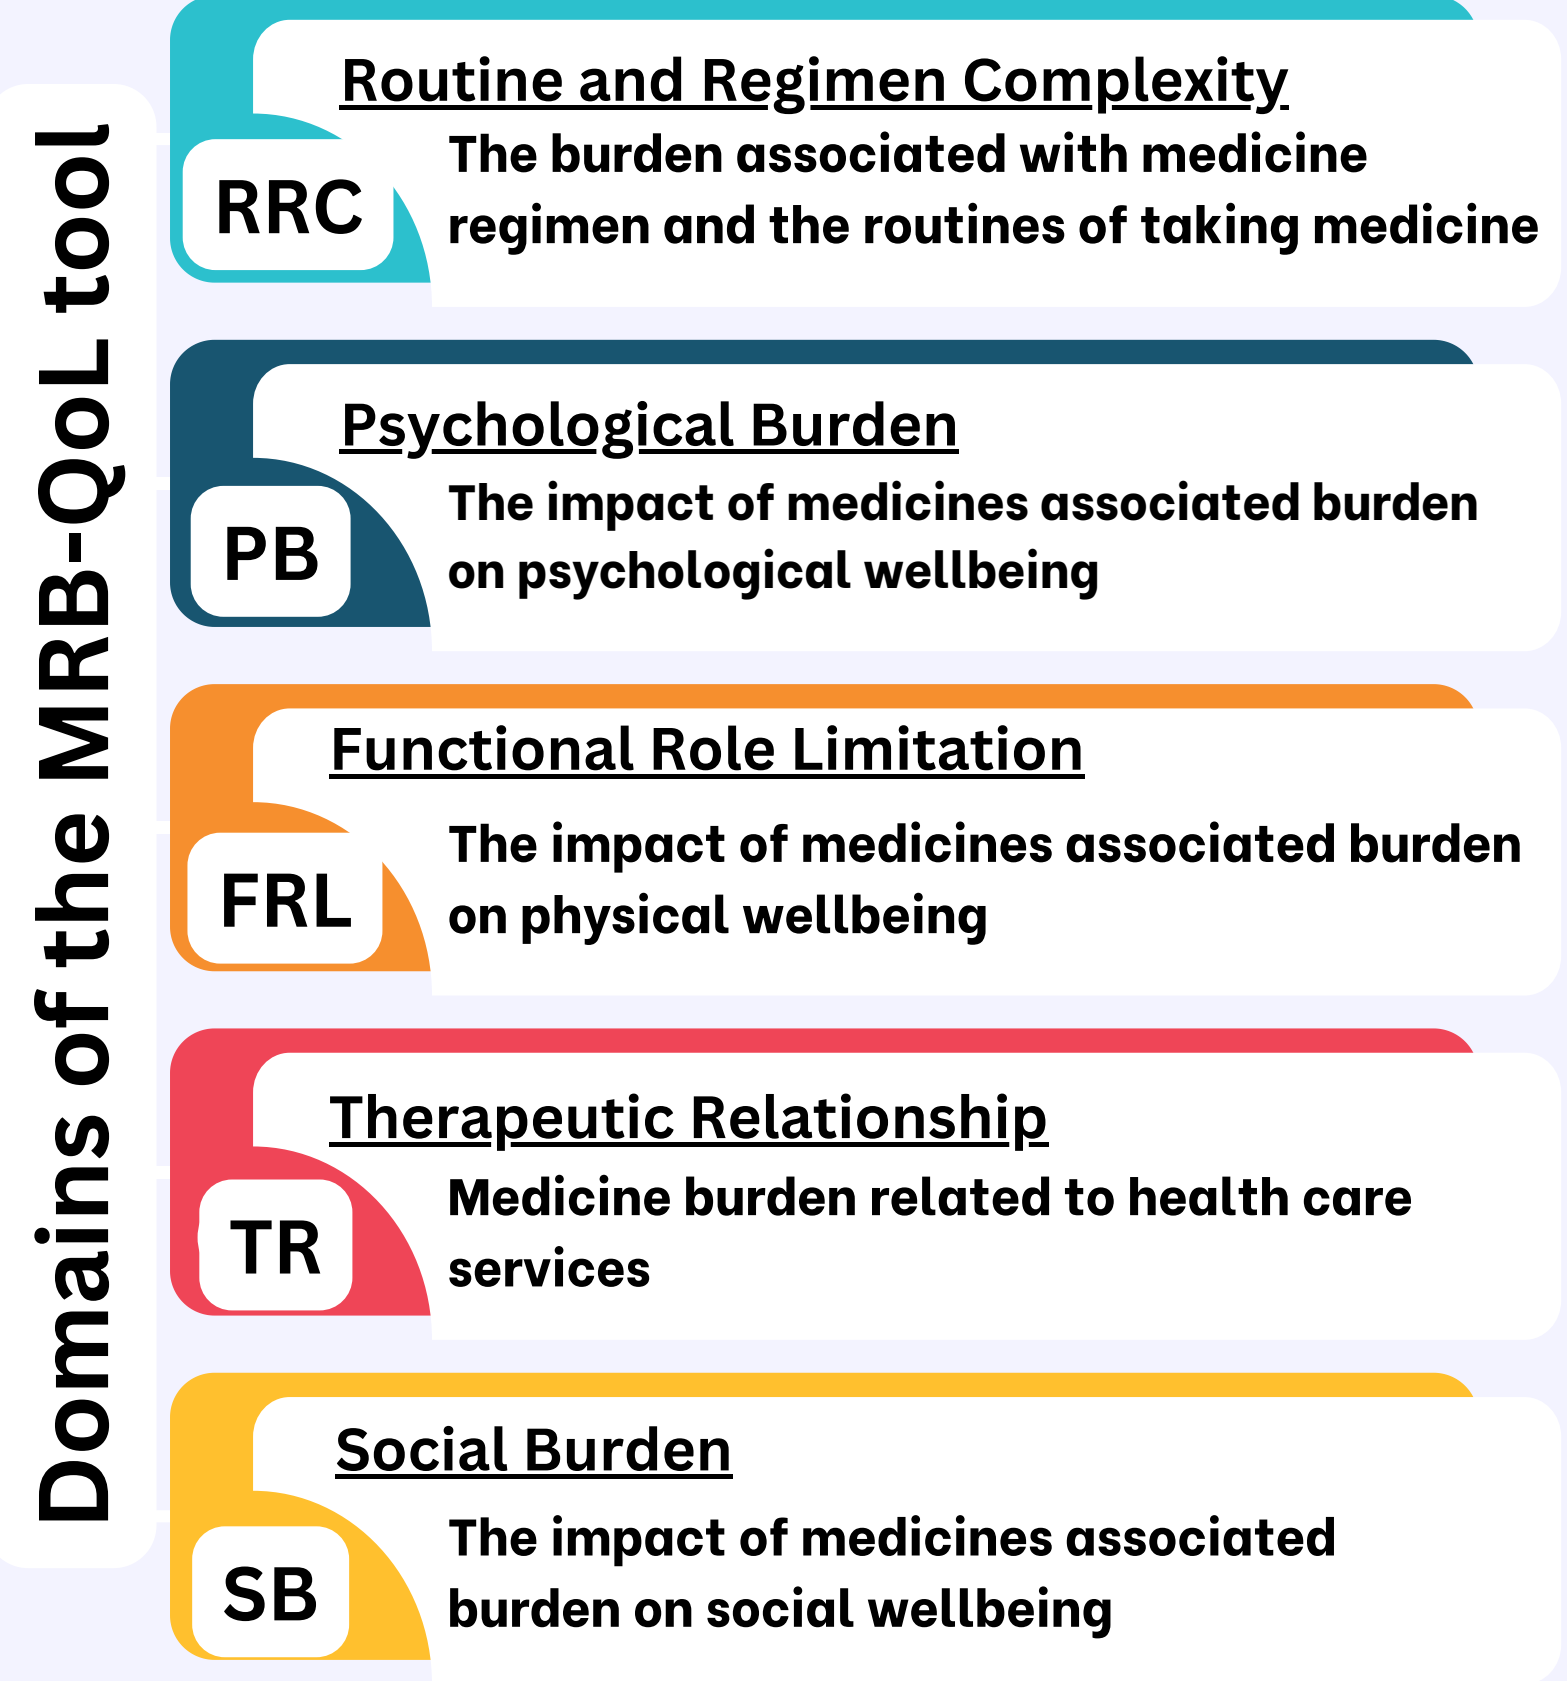 Domains of the MRB-QoL tool
Routine and Regimen Complexity
RRC
The burden associated with medicine
regimen and the routines of taking medicine
Psychological Burden
PB
The impact of medicines associated burden
on psychological wellbeing
Functional Role Limitation
FRL
The impact of medicines associated burden
on physical wellbeing
Therapeutic Relationship
TR
Medicine burden related to health care
services
Social Burden
SB
The impact of medicines associated
burden on social wellbeing